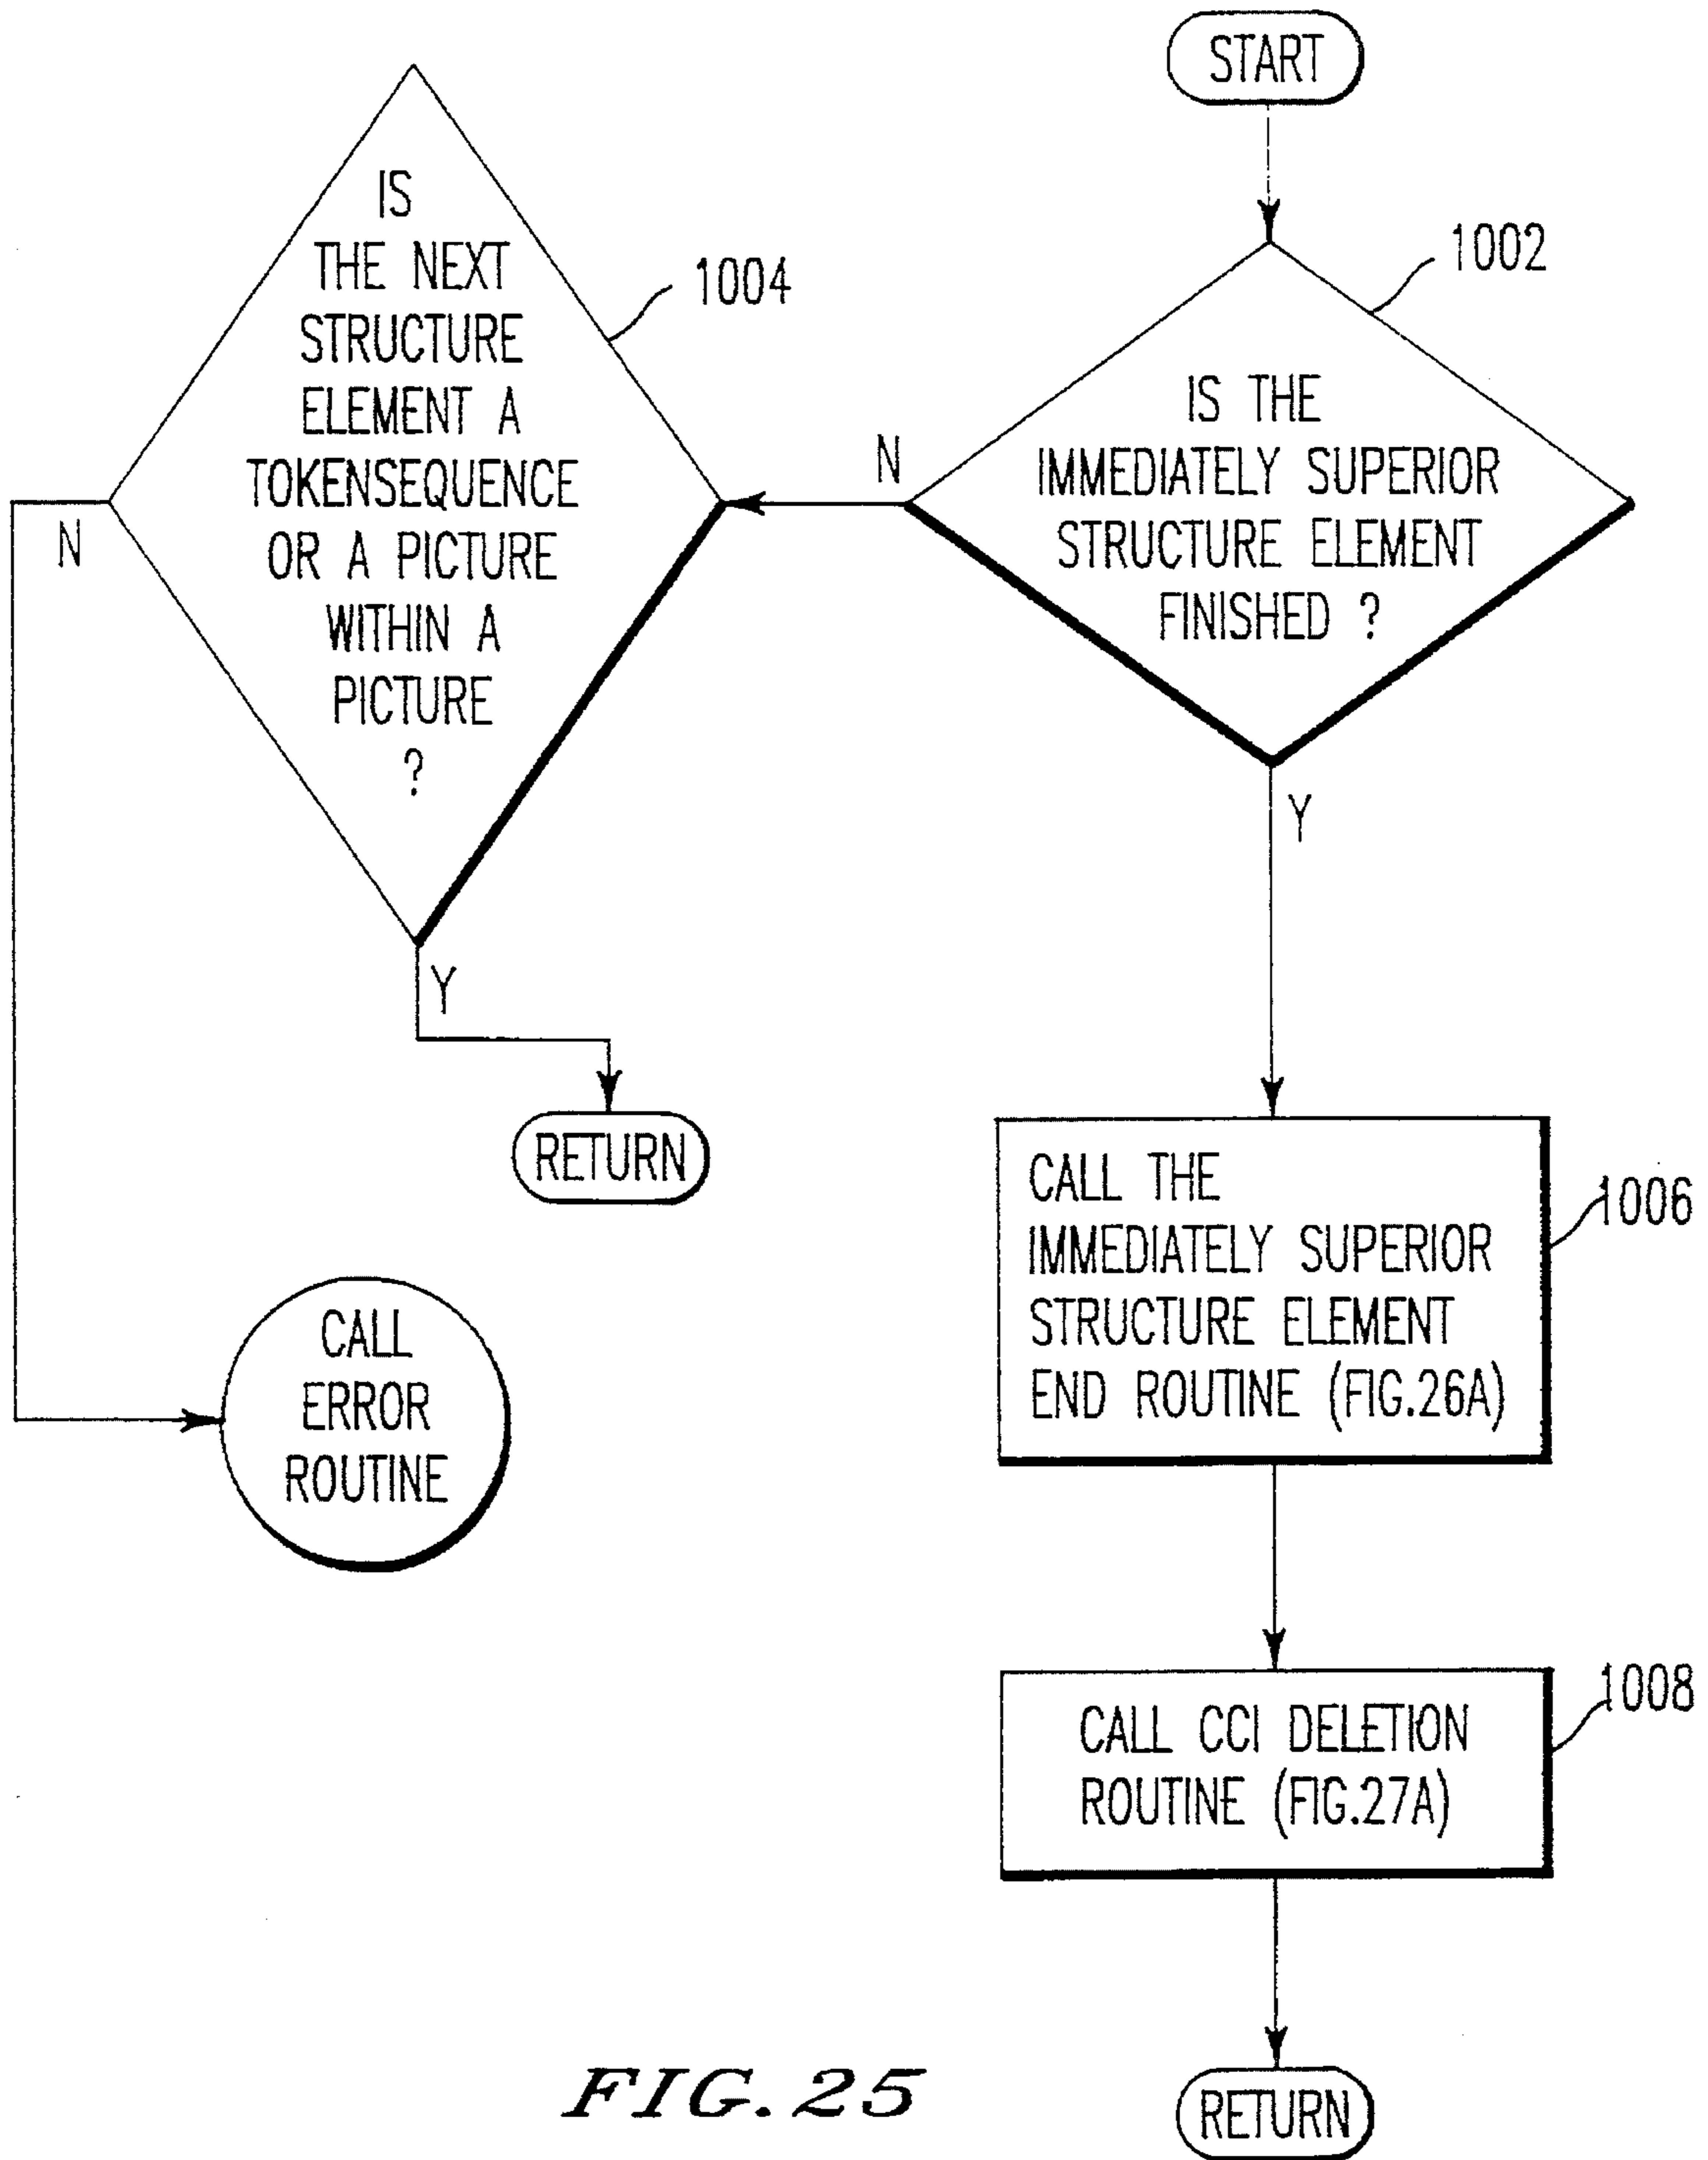 START
1002
IS THE
IMMEDIATELY SUPERIOR
STRUCTURE ELEMENT
FINISHED ?
N
Y
1004
IS
THE NEXT
STRUCTURE
ELEMENT A
TOKENSEQUENCE
OR A PICTURE
WITHIN A
PICTURE
?
N
Y
RETURN
CALL
ERROR
ROUTINE
CALL THE
IMMEDIATELY SUPERIOR
STRUCTURE ELEMENT
END ROUTINE (FIG.26A)
1006
CALL CCI DELETION
ROUTINE (FIG.27A)
1008
RETURN
FIG. 25